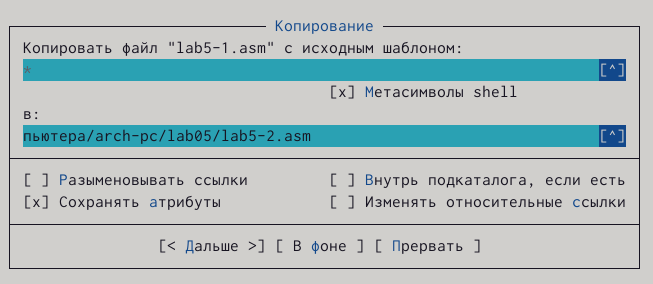 Копирование
Копировать файл "lab5-1.asm" с исходным шаблоном:
* [^]
[x] Метасимволы shell
в:
пьютера/arch-pc/lab05/lab5-2.asm [^]
[ ] Разыменовывать ссылки [ ] Внутрь подкаталога, если есть
[x] Сохранять атрибуты [ ] Изменять относительные ссылки
[< Дальше >] [ В фоне ] [ Прервать ]